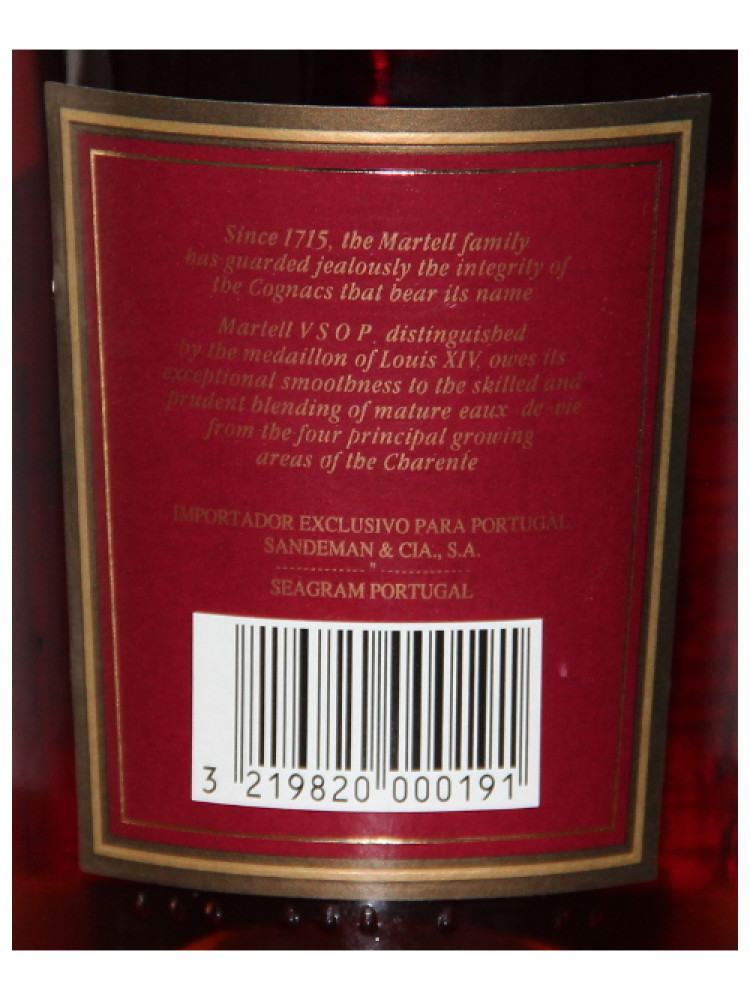 Since 1715, the Martell family
has guarded jealously the integrity of
the Cognacs that bear its name
Martell V S O P. distinguished
by the medaillon of Louis XIV, owes its
exceptional smoothness to the skilled and
prudent blending of mature eaux-de-vie
from the four principal growing
areas of the Charente
IMPORTADOR EXCLUSIVO PARA PORTUGAL
SANDEMAN & CIA., S.A.
"
SEAGRAM PORTUGAL
3 219820 000191